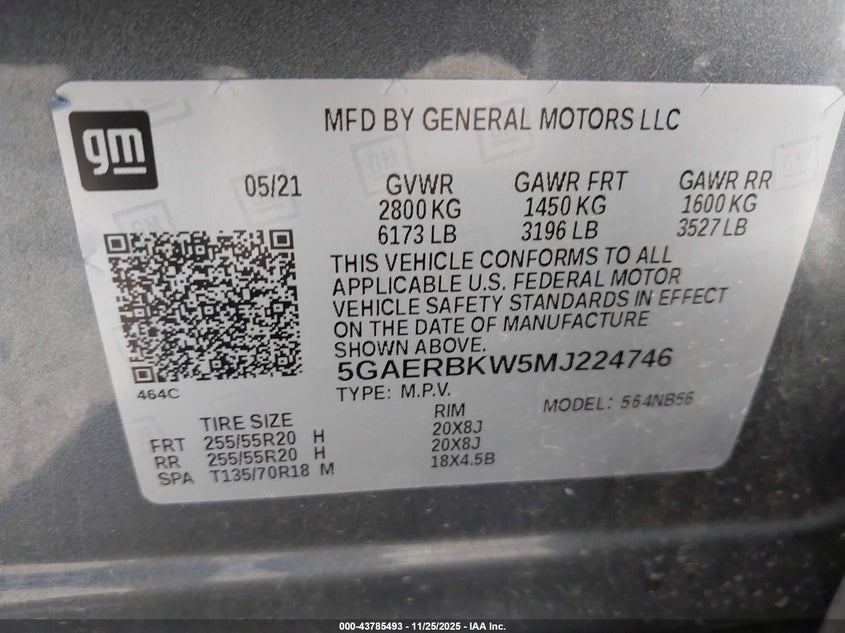 gm
MFD BY GENERAL MOTORS LLC
05/21
GVWR GAWR FRT GAWR RR
2800 KG 1450 KG 1600 KG
6173 LB 3196 LB 3527 LB
THIS VEHICLE CONFORMS TO ALL
APPLICABLE U.S. FEDERAL MOTOR
VEHICLE SAFETY STANDARDS IN EFFECT
ON THE DATE OF MANUFACTURE
SHOWN ABOVE.
5GAERBKW5MJ224746
464C
TYPE: M.P.V. MODEL: 564NB56
TIRE SIZE RIM
FRT 255/55R20 H 20X8J
RR 255/55R20 H 20X8J
SPA T135/70R18 M 18X4.5B
000-43785493 - 11/25/2025 - IAA Inc.